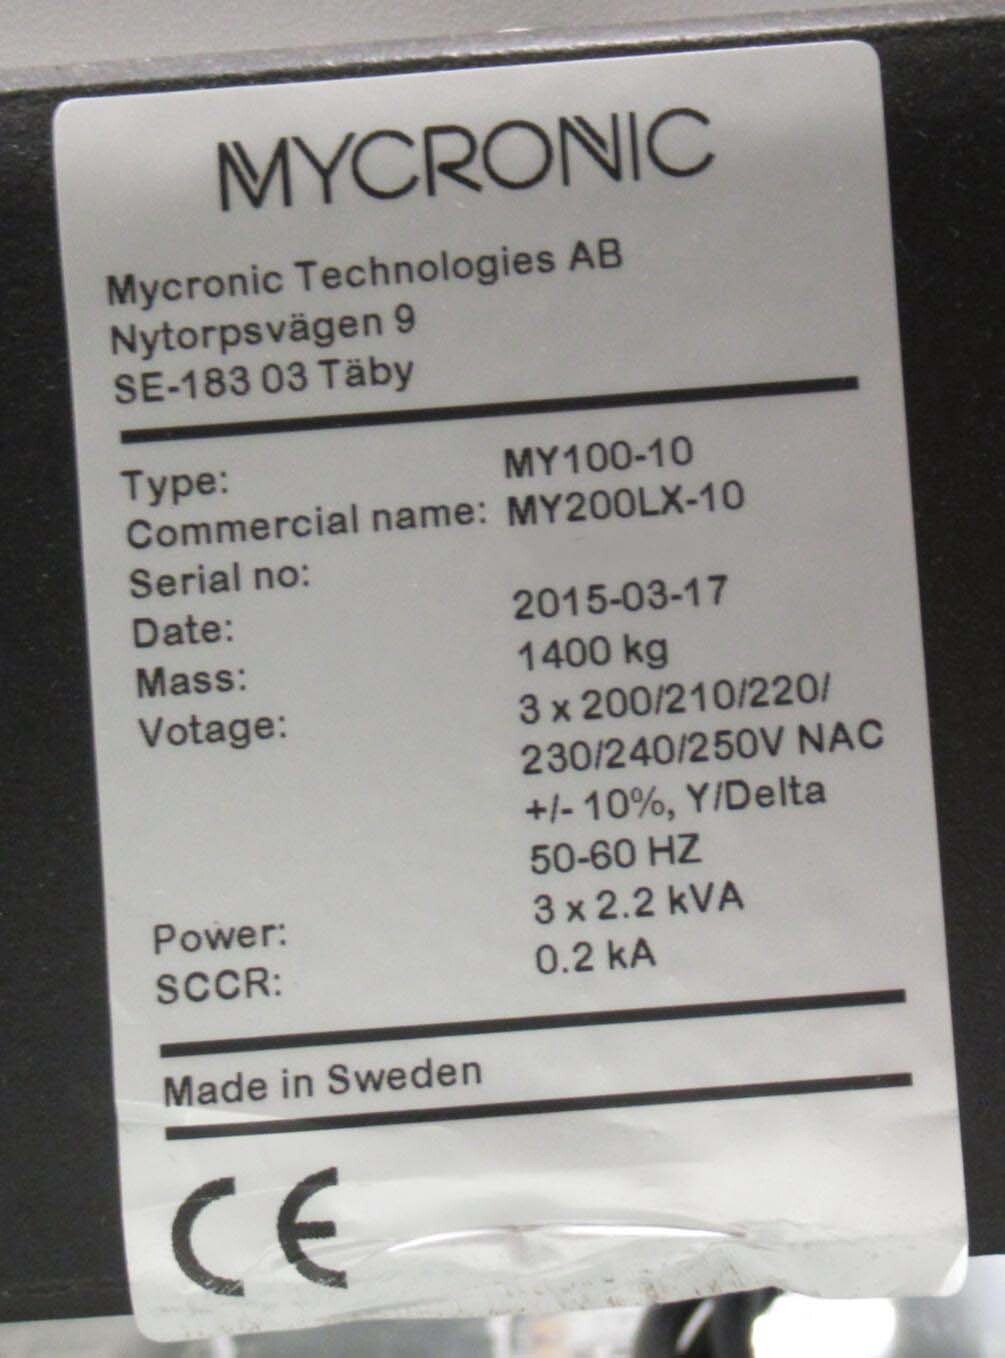 MYCRONIC
Mycronic Technologies AB
Nytorpsvägen 9
SE-183 03 Täby
Type: MY100-10
Commercial name: MY200LX-10
Serial no:
Date: 2015-03-17
Mass: 1400 kg
Votage: 3 x 200/210/220/
230/240/250V NAC
+/- 10%, Y/Delta
50-60 HZ
Power: 3 x 2.2 kVA
SCCR: 0.2 kA
Made in Sweden
CE